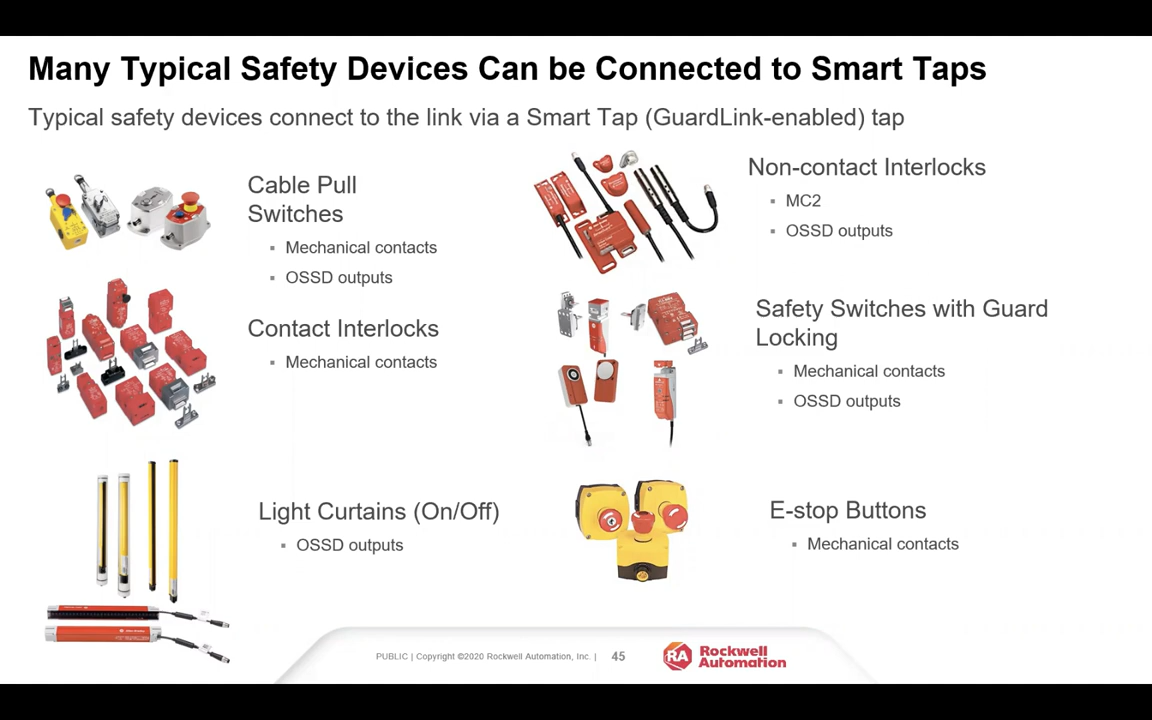 Many Typical Safety Devices Can be Connected to Smart Taps
Typical safety devices connect to the link via a Smart Tap (GuardLink-enabled) tap
Cable Pull
Switches
▪ Mechanical contacts
▪ OSSD outputs
Contact Interlocks
▪ Mechanical contacts
Light Curtains (On/Off)
▪ OSSD outputs
Non-contact Interlocks
▪ MC2
▪ OSSD outputs
Safety Switches with Guard
Locking
▪ Mechanical contacts
▪ OSSD outputs
E-stop Buttons
▪ Mechanical contacts
PUBLIC | Copyright ©2020 Rockwell Automation, Inc. | 45
RA Rockwell
Automation